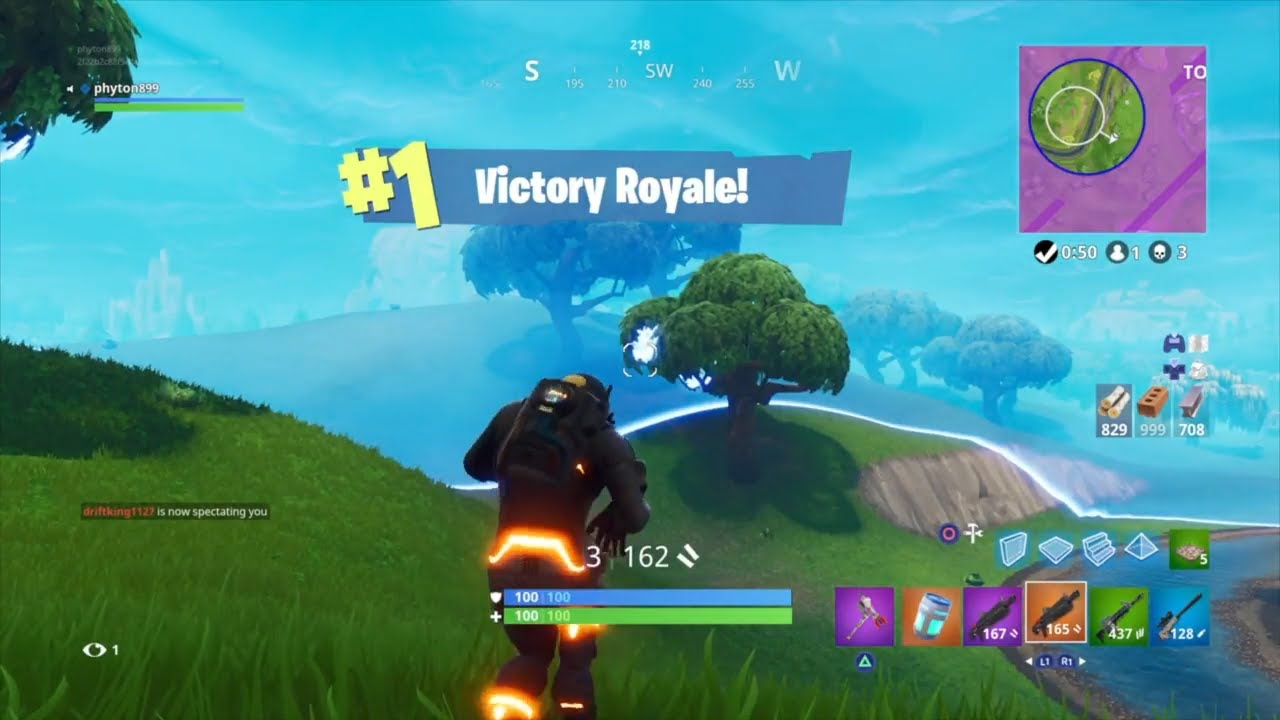 phyton899
phyton899
218
S 195 210 SW 240 255 W
TO
#1 Victory Royale!
0:50 1 3
829 999 708
driftking1127 is now spectating you
3 162
100 100
100 100
5
167 165 437 128
L1 R1
1